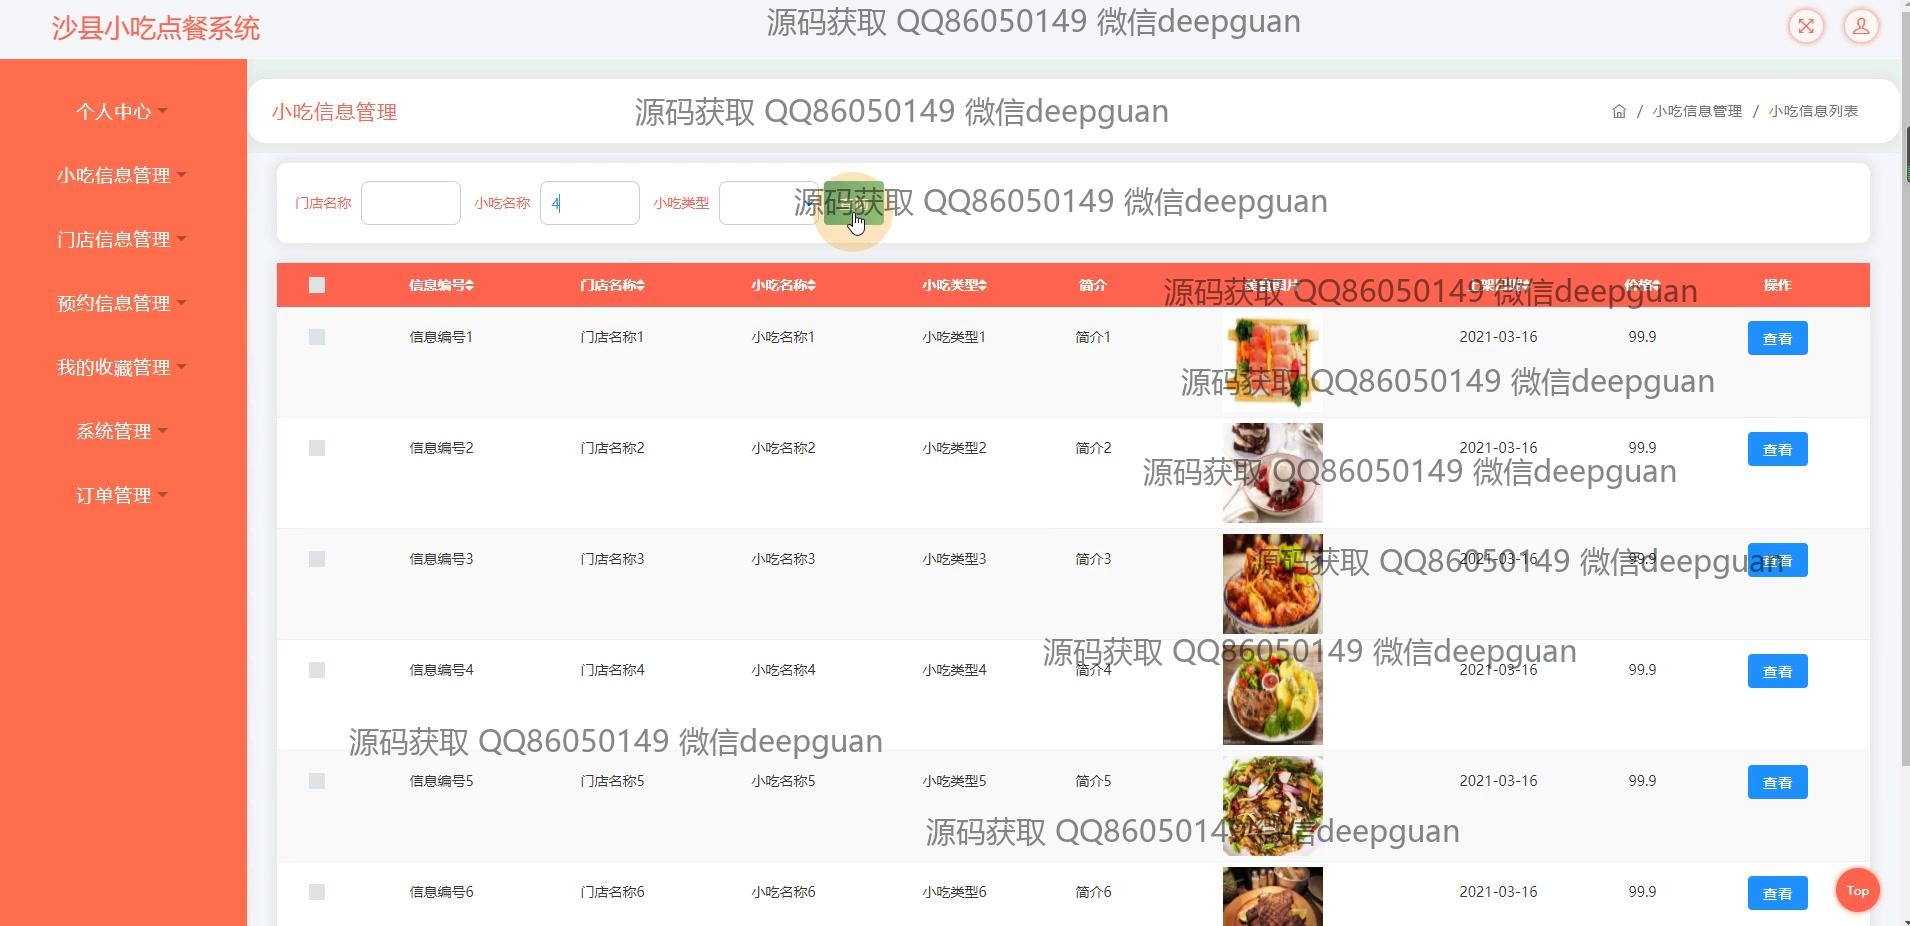 沙县小吃点餐系统
源码获取 QQ86050149 微信deepguan
个人中心
小吃信息管理
门店信息管理
预约信息管理
我的收藏管理
系统管理
订单管理
小吃信息管理
源码获取 QQ86050149 微信deepguan
/ 小吃信息管理 / 小吃信息列表
门店名称 小吃名称 4 小吃类型
源码获取 QQ86050149 微信deepguan
信息编号 门店名称 小吃名称 小吃类型 简介 价格 操作
源码获取 QQ86050149 微信deepguan
信息编号1 门店名称1 小吃名称1 小吃类型1 简介1 2021-03-16 99.9 查看
源码获取 QQ86050149 微信deepguan
信息编号2 门店名称2 小吃名称2 小吃类型2 简介2 2021-03-16 99.9 查看
源码获取 QQ86050149 微信deepguan
信息编号3 门店名称3 小吃名称3 小吃类型3 简介3 2021-03-16 99.9 查看
源码获取 QQ86050149 微信deepguan
源码获取 QQ86050149 微信deepguan
信息编号4 门店名称4 小吃名称4 小吃类型4 简介4 2021-03-16 99.9 查看
源码获取 QQ86050149 微信deepguan
信息编号5 门店名称5 小吃名称5 小吃类型5 简介5 2021-03-16 99.9 查看
源码获取 QQ86050149 微信deepguan
信息编号6 门店名称6 小吃名称6 小吃类型6 简介6 2021-03-16 99.9 查看
Top